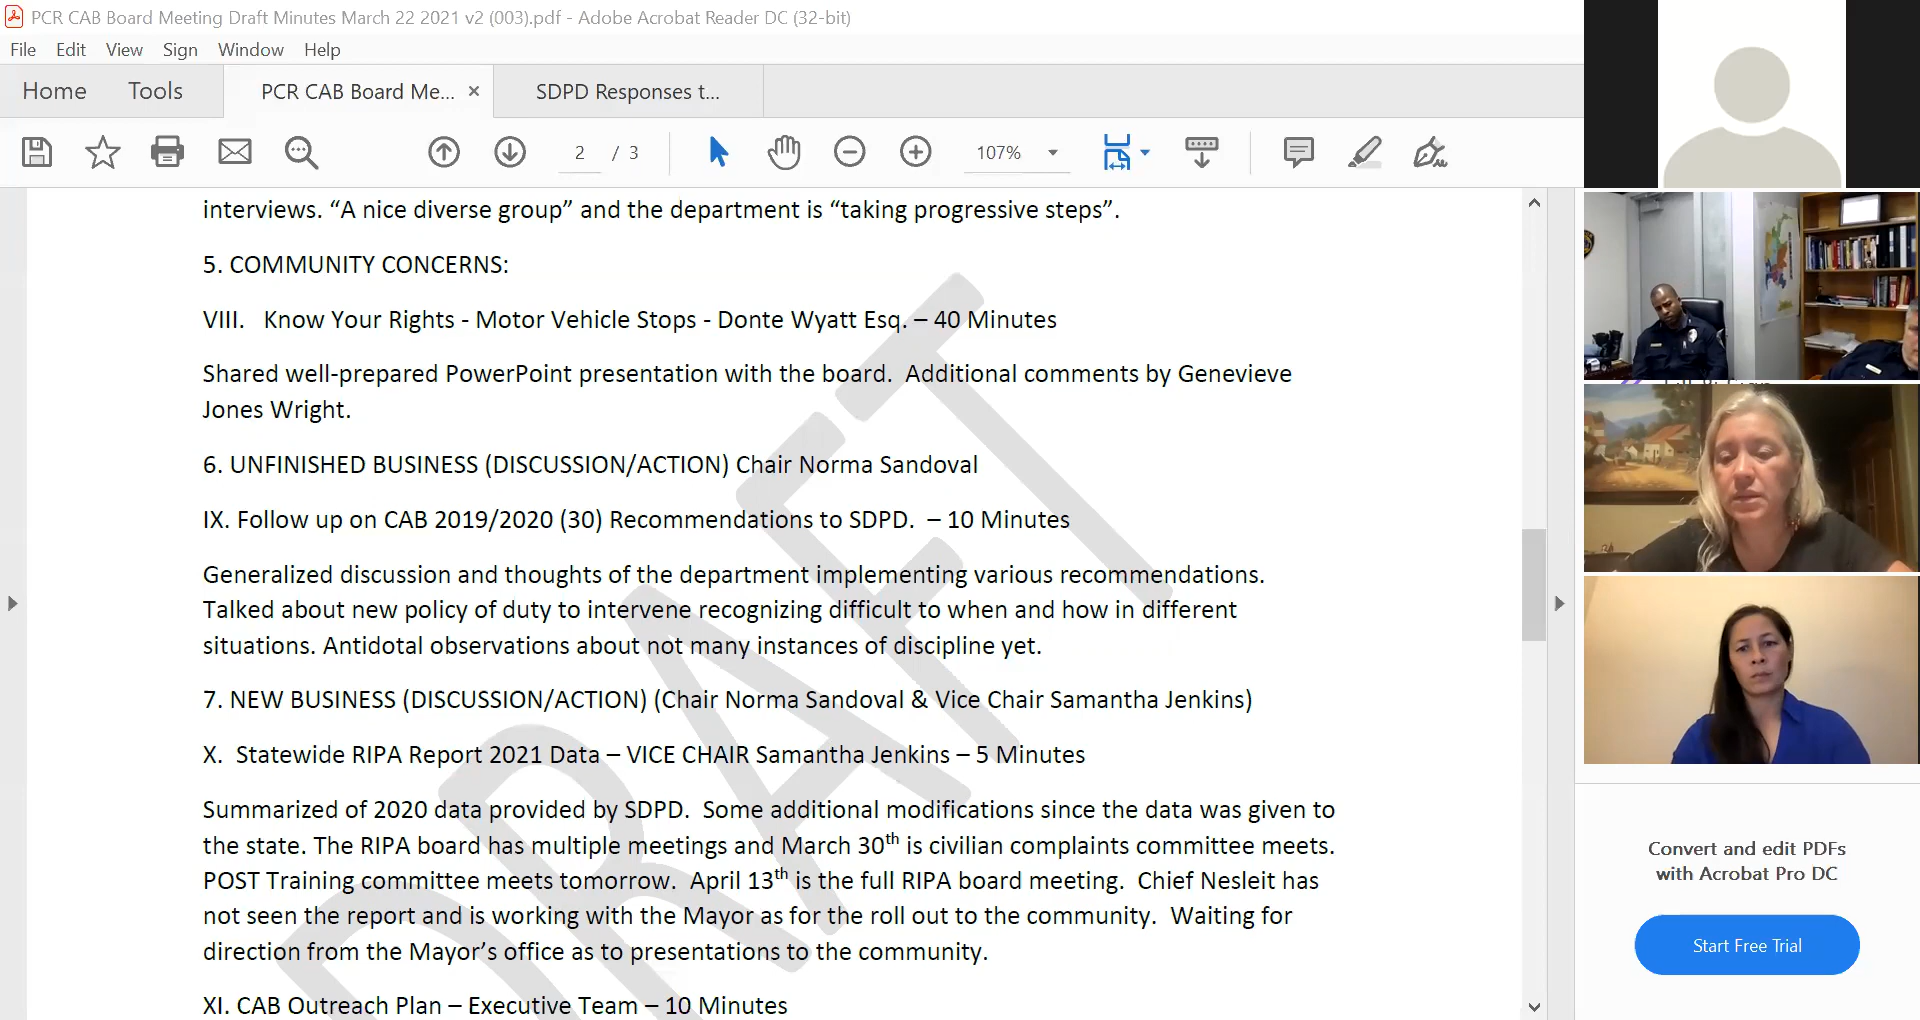 PCR CAB Board Meeting Draft Minutes March 22 2021 v2 (003).pdf - Adobe Acrobat Reader DC (32-bit)
File Edit View Sign Window Help
Home Tools PCR CAB Board Me... × SDPD Responses t...
2 / 3 107%
interviews. “A nice diverse group” and the department is “taking progressive steps”.
5. COMMUNITY CONCERNS:
VIII. Know Your Rights - Motor Vehicle Stops - Donte Wyatt Esq. – 40 Minutes
Shared well-prepared PowerPoint presentation with the board. Additional comments by Genevieve
Jones Wright.
6. UNFINISHED BUSINESS (DISCUSSION/ACTION) Chair Norma Sandoval
IX. Follow up on CAB 2019/2020 (30) Recommendations to SDPD. – 10 Minutes
Generalized discussion and thoughts of the department implementing various recommendations.
Talked about new policy of duty to intervene recognizing difficult to when and how in different
situations. Antidotal observations about not many instances of discipline yet.
7. NEW BUSINESS (DISCUSSION/ACTION) (Chair Norma Sandoval & Vice Chair Samantha Jenkins)
X. Statewide RIPA Report 2021 Data – VICE CHAIR Samantha Jenkins – 5 Minutes
Summarized of 2020 data provided by SDPD. Some additional modifications since the data was given to
the state. The RIPA board has multiple meetings and March 30th is civilian complaints committee meets.
POST Training committee meets tomorrow. April 13th is the full RIPA board meeting. Chief Nesleit has
not seen the report and is working with the Mayor as for the roll out to the community. Waiting for
direction from the Mayor’s office as to presentations to the community.
XI. CAB Outreach Plan – Executive Team – 10 Minutes
DRAFT
Convert and edit PDFs
with Acrobat Pro DC
Start Free Trial